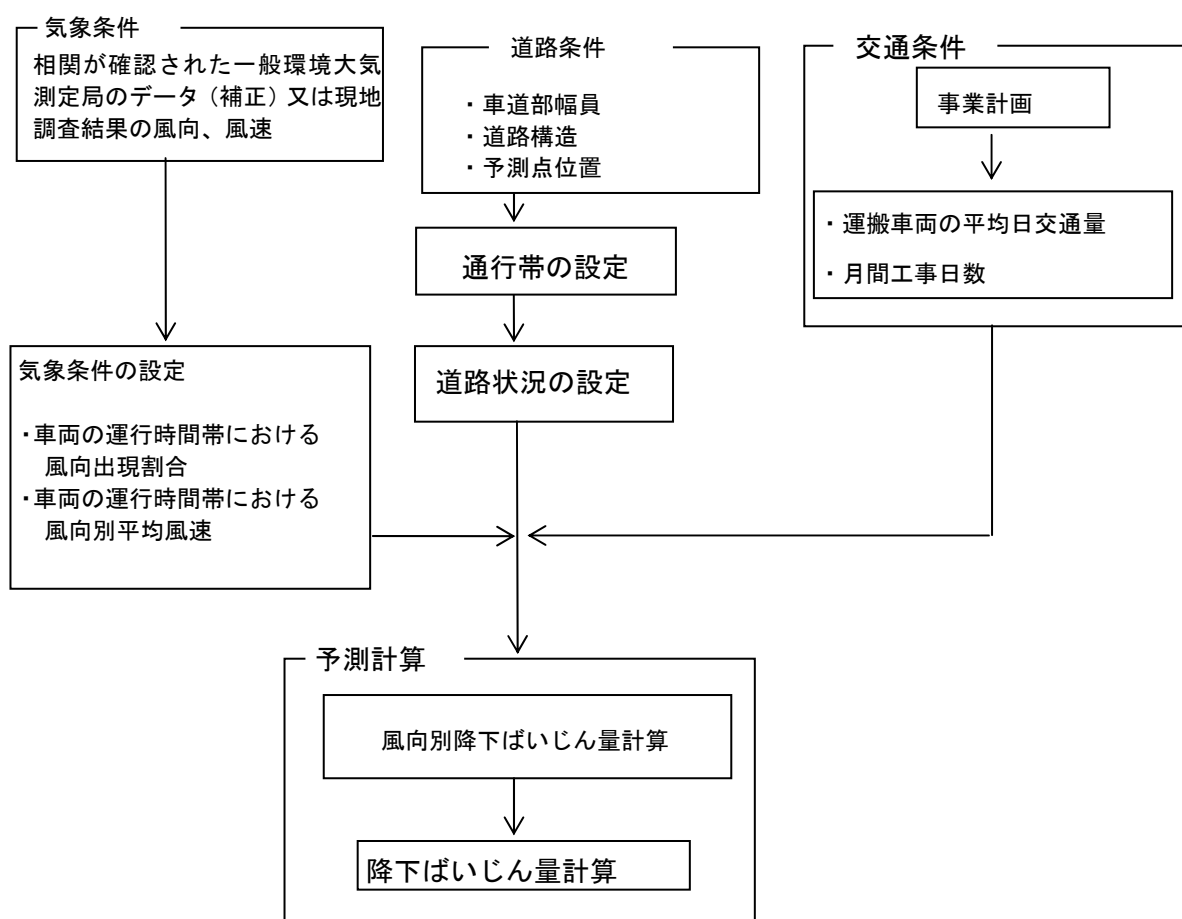 気象条件
相関が確認された一般環境大気
測定局のデータ（補正）又は現地
調査結果の風向、風速
道路条件
・車道部幅員
・道路構造
・予測点位置
交通条件
事業計画
・運搬車両の平均日交通量
・月間工事日数
通行帯の設定
道路状況の設定
気象条件の設定
・車両の運行時間帯における
風向出現割合
・車両の運行時間帯における
風向別平均風速
予測計算
風向別降下ばいじん量計算
降下ばいじん量計算